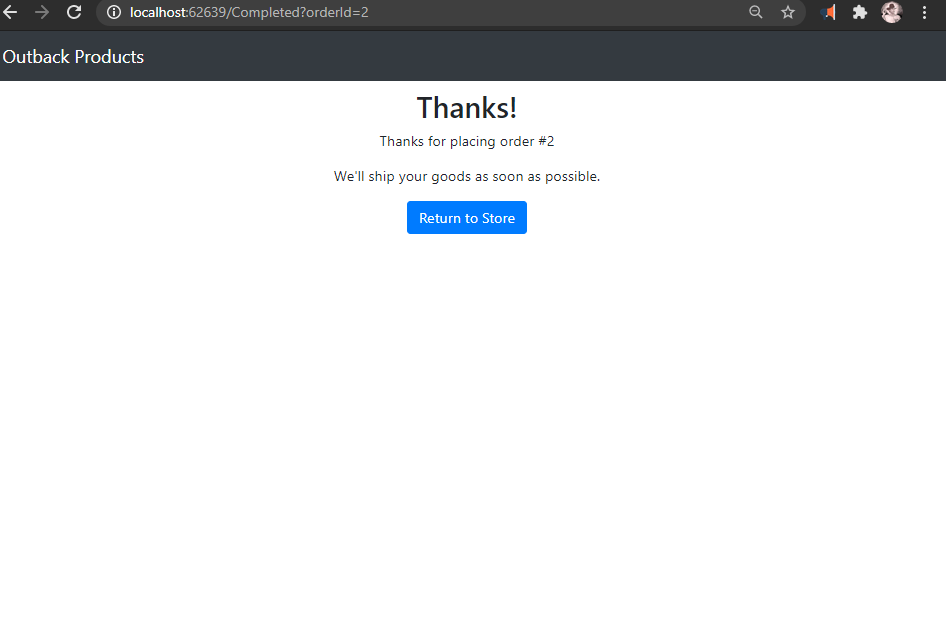 localhost:62639/Completed?orderId=2
Outback Products
Thanks!
Thanks for placing order #2
We'll ship your goods as soon as possible.
Return to Store